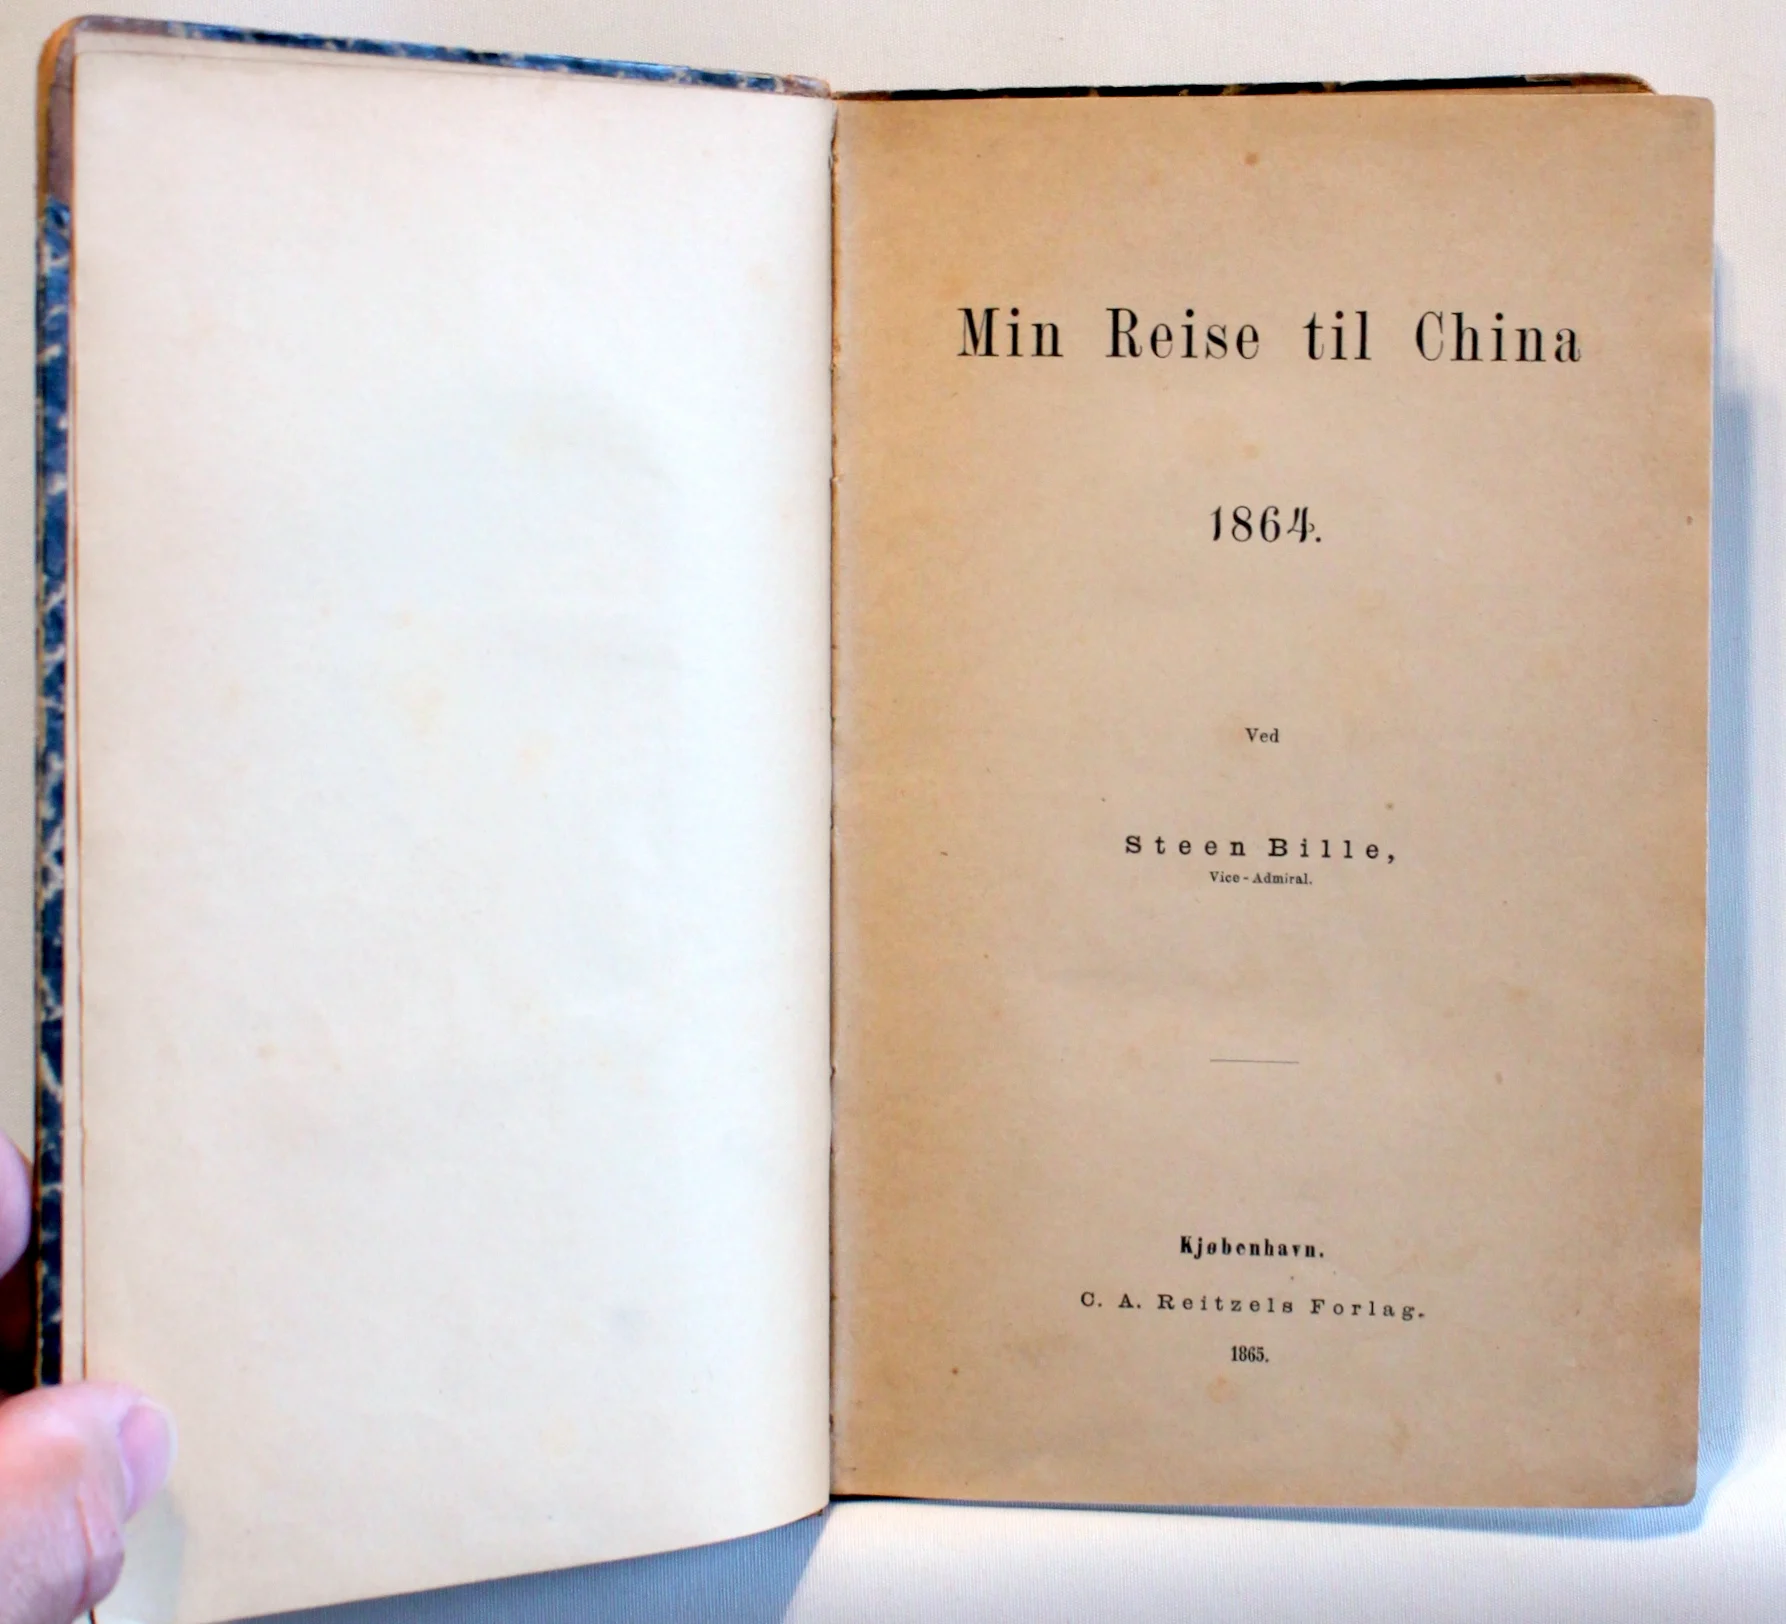 Min Reise til China
1864.
Ved
Steen Bille,
Vice-Admiral.
Kjøbenhavn.
C. A. Reitzels Forlag.
1865.